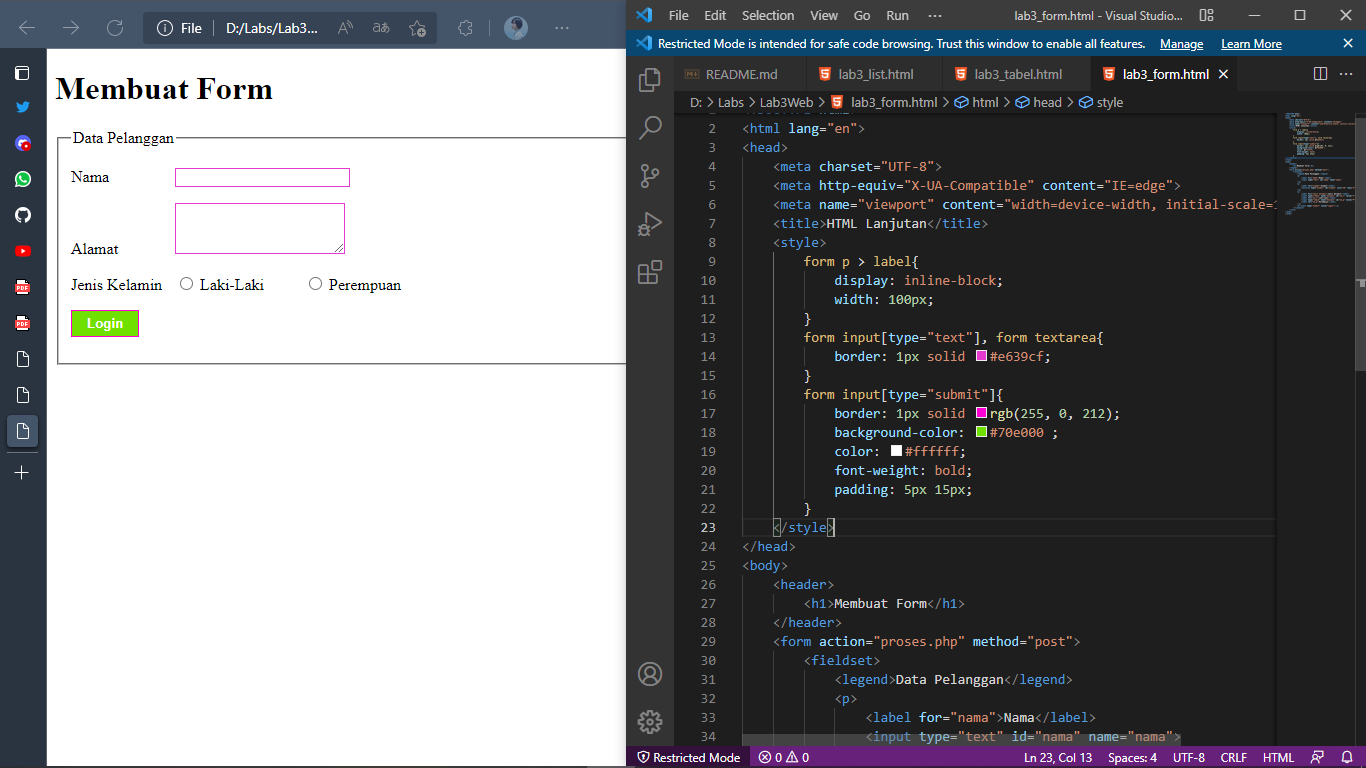 File
D:/Labs/Lab3...
Membuat Form
Data Pelanggan
Nama
Alamat
Jenis Kelamin Laki-Laki Perempuan
Login
File Edit Selection View Go Run ··· lab3_form.html - Visual Studio...
Restricted Mode is intended for safe code browsing. Trust this window to enable all features. Manage Learn More
README.md lab3_list.html lab3_tabel.html lab3_form.html
D: > Labs > Lab3Web > lab3_form.html > html > head > style
2 <html lang="en">
3 <head>
4 <meta charset="UTF-8">
5 <meta http-equiv="X-UA-Compatible" content="IE=edge">
6 <meta name="viewport" content="width=device-width, initial-scale=1
7 <title>HTML Lanjutan</title>
8 <style>
9 form p > label{
10 display: inline-block;
11 width: 100px;
12 }
13 form input[type="text"], form textarea{
14 border: 1px solid #e639cf;
15 }
16 form input[type="submit"]{
17 border: 1px solid rgb(255, 0, 212);
18 background-color: #70e000 ;
19 color: #ffffff;
20 font-weight: bold;
21 padding: 5px 15px;
22 }
23 </style>
24 </head>
25 <body>
26 <header>
27 <h1>Membuat Form</h1>
28 </header>
29 <form action="proses.php" method="post">
30 <fieldset>
31 <legend>Data Pelanggan</legend>
32 <p>
33 <label for="nama">Nama</label>
34 <input type="text" id="nama" name="nama">
Restricted Mode 0 0 Ln 23, Col 13 Spaces: 4 UTF-8 CRLF HTML